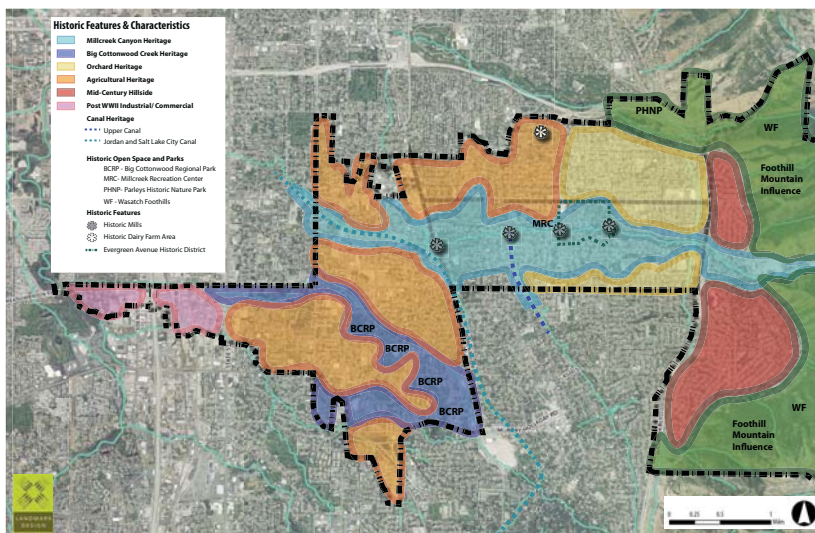 Historic Features & Characteristics
Millcreek Canyon Heritage
Big Cottonwood Creek Heritage
Orchard Heritage
Agricultural Heritage
Mid-Century Hillside
Post WWII Industrial/ Commercial
Canal Heritage
Upper Canal
Jordan and Salt Lake City Canal
Historic Open Space and Parks
BCRP - Big Cottonwood Regional Park
MRC- Millcreek Recreation Center
PHNP- Parleys Historic Nature Park
WF - Wasatch Foothills
Historic Features
Historic Mills
Historic Dairy Farm Area
Evergreen Avenue Historic District
PHNP
WF
Foothill
Mountain
Influence
MRC
BCRP
BCRP
BCRP
BCRP
WF
Foothill
Mountain
Influence
LANDMARK
DESIGN
0 0.25 0.5 1
Miles